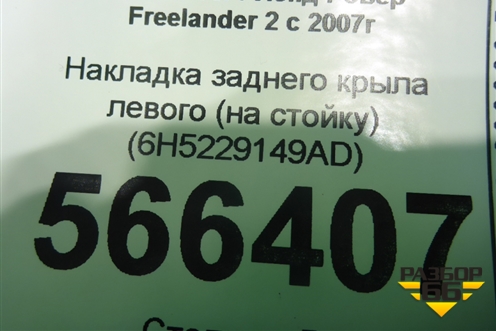 Freelander 2 с 2007г
Накладка заднего крыла
левого (на стойку)
(6H5229149AD)
566407
РАЗБОР
66